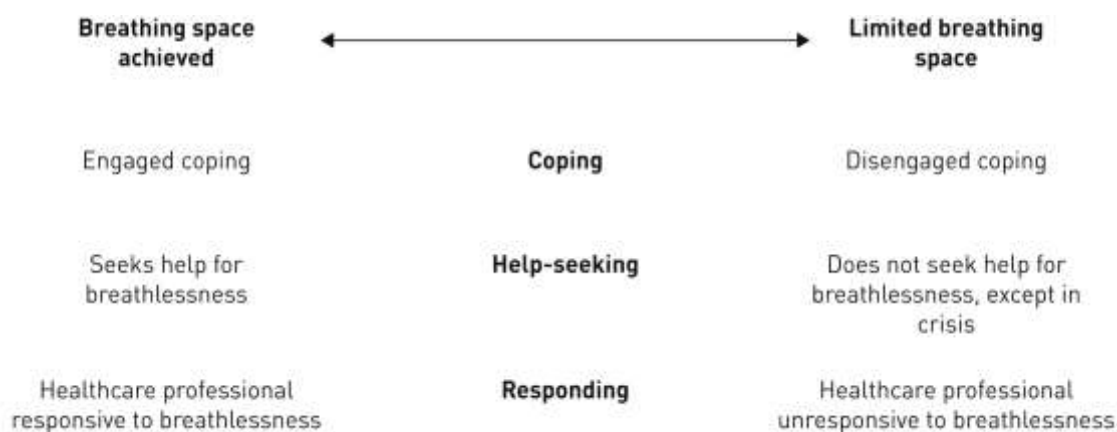 Breathing space
achieved
Limited breathing
space
Engaged coping
Coping
Disengaged coping
Seeks help for
breathlessness
Help-seeking
Does not seek help for
breathlessness, except in
crisis
Healthcare professional
responsive to breathlessness
Responding
Healthcare professional
unresponsive to breathlessness